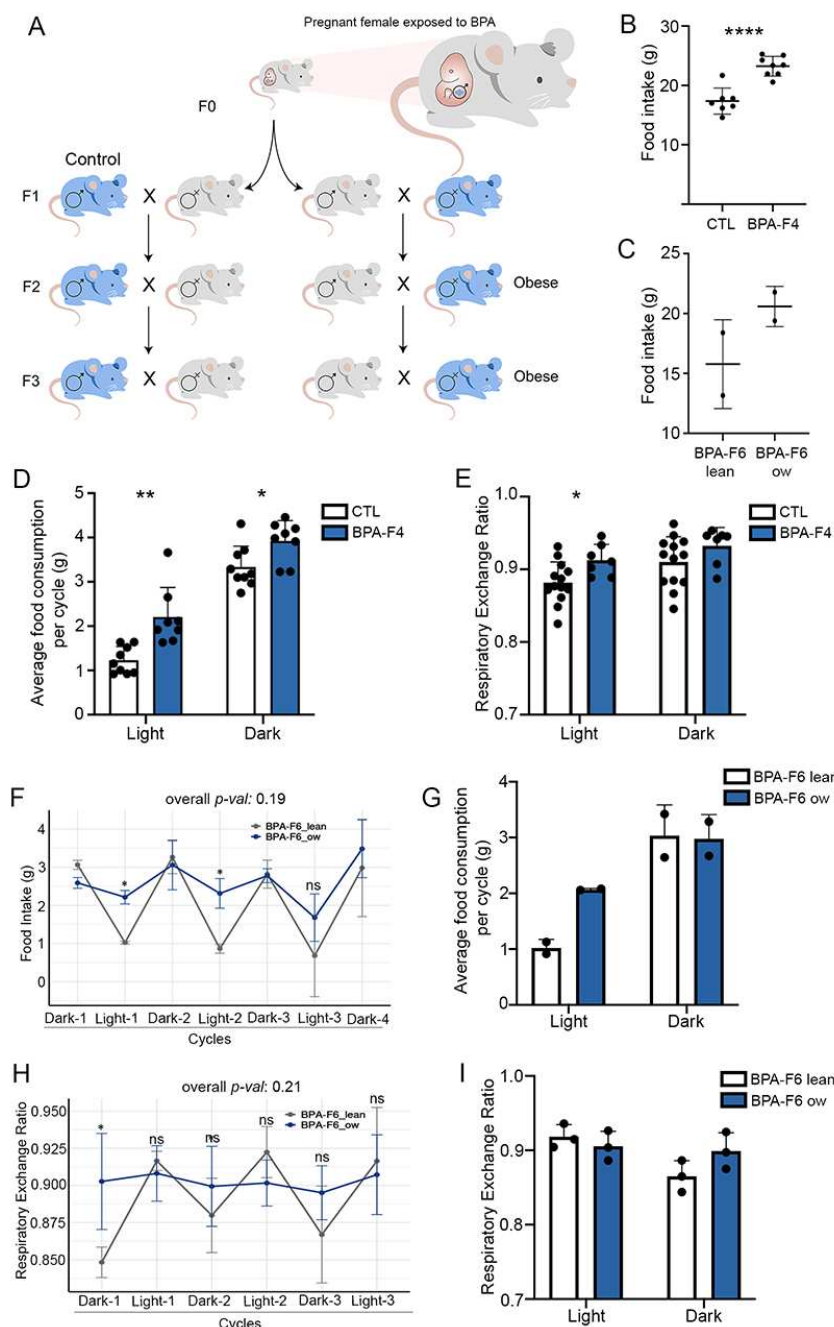 A
Pregnant female exposed to BPA
F0
Control
F1
X
X
F2
X
X
Obese
F3
X
X
Obese
B
****
Food intake (g)
30
20
10
CTL
BPA-F4
C
Food intake (g)
25
20
15
10
BPA-F6
lean
BPA-F6
ow
D
**
*
CTL
BPA-F4
Average food consumption
per cycle (g)
5
4
3
2
1
0
Light
Dark
E
*
CTL
BPA-F4
Respiratory Exchange Ratio
1.0
0.9
0.8
0.7
Light
Dark
F
overall p-val: 0.19
BPA-F6_lean
BPA-F6_ow
Food Intake (g)
4
3
2
1
0
*
*
ns
Dark-1
Light-1
Dark-2
Light-2
Dark-3
Light-3
Dark-4
Cycles
G
BPA-F6 lean
BPA-F6 ow
Average food consumption
per cycle (g)
4
3
2
1
0
Light
Dark
H
overall p-val: 0.21
BPA-F6_lean
BPA-F6_ow
Respiratory Exchange Ratio
0.950
0.925
0.900
0.875
0.850
*
ns
ns
ns
ns
ns
Dark-1
Light-1
Dark-2
Light-2
Dark-3
Light-3
Cycles
I
BPA-F6 lean
BPA-F6 ow
Respiratory Exchange Ratio
1.0
0.9
0.8
0.7
Light
Dark